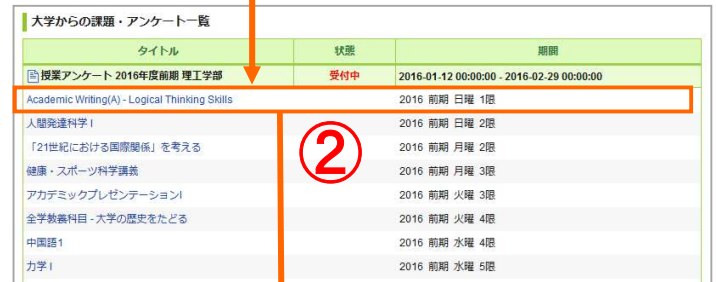 大学からの課題・アンケート一覧
タイトル 状態 期間
授業アンケート 2016年度前期 理工学部 受付中 2016-01-12 00:00:00 - 2016-02-29 00:00:00
Academic Writing(A) - Logical Thinking Skills 2016 前期 日曜 1限
人間発達科学 I 2016 前期 日曜 2限
「21世紀における国際関係」を考える 2016 前期 月曜 2限
②
健康・スポーツ科学講義 2016 前期 月曜 3限
アカデミックプレゼンテーションI 2016 前期 火曜 3限
全学教養科目 - 大学の歴史をたどる 2016 前期 火曜 4限
中国語1 2016 前期 水曜 4限
力学 I 2016 前期 水曜 5限